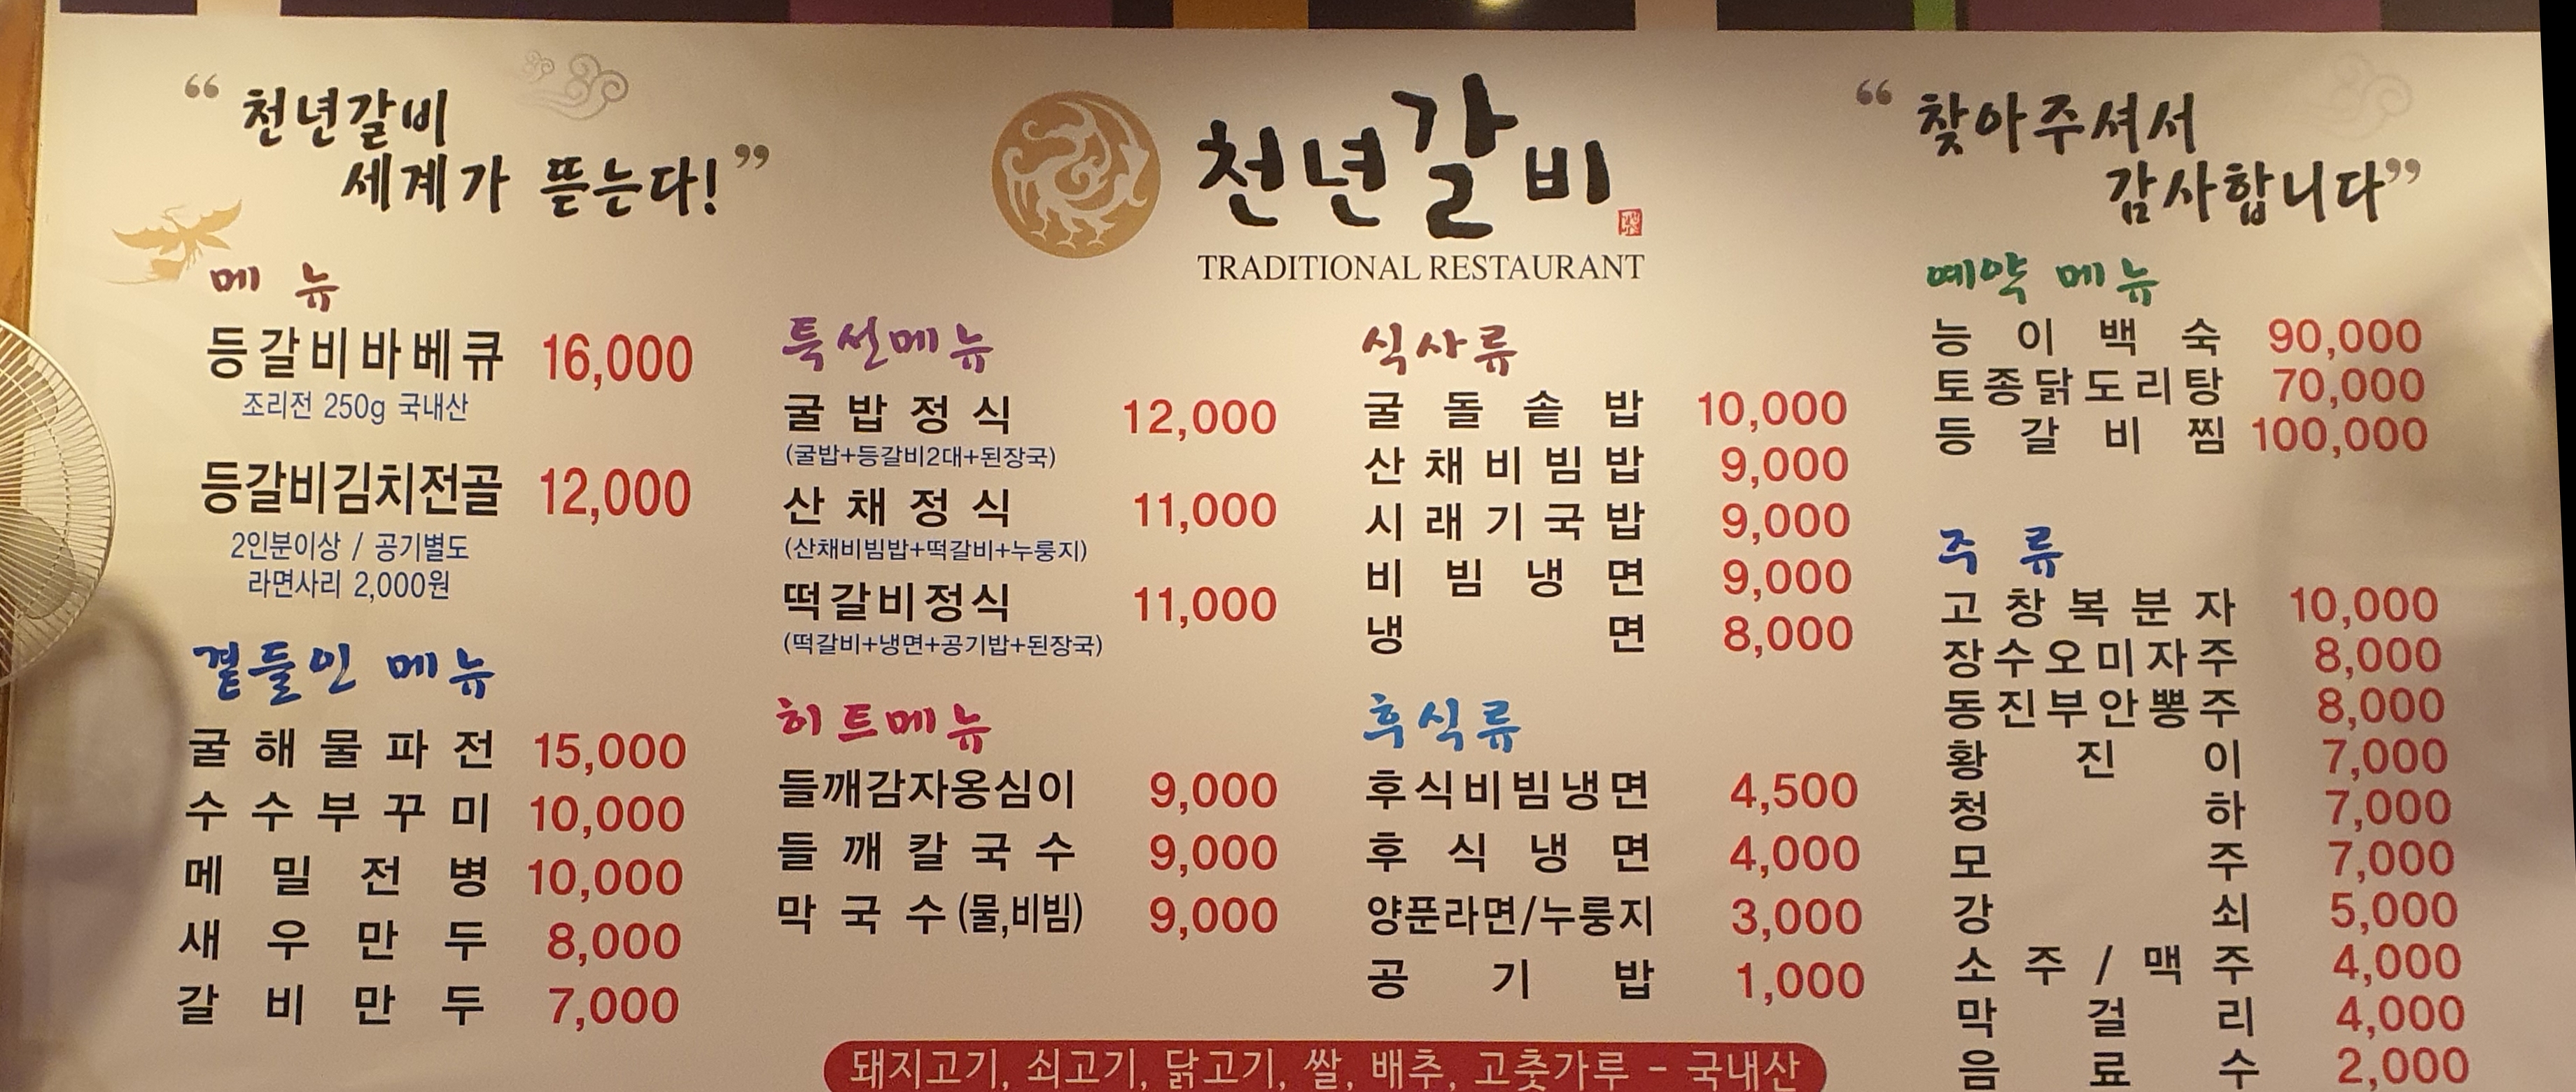 “ 천년갈비
세계가 뜯는다! ”
천년갈비
TRADITIONAL RESTAURANT
“ 찾아주셔서
감사합니다 ”
메 뉴
등갈비바베큐 16,000
조리전 250g 국내산
등갈비김치전골 12,000
2인분이상 / 공기별도
라면사리 2,000원
곁들인 메뉴
굴해물파전 15,000
수수부꾸미 10,000
메밀전병 10,000
새우만두 8,000
갈비만두 7,000
특선메뉴
굴밥정식 12,000
(굴밥+등갈비2대+된장국)
산채정식 11,000
(산채비빔밥+떡갈비+누룽지)
떡갈비정식 11,000
(떡갈비+냉면+공기밥+된장국)
히트메뉴
들깨감자옹심이 9,000
들깨칼국수 9,000
막국수(물,비빔) 9,000
식사류
굴돌솥밥 10,000
산채비빔밥 9,000
시래기국밥 9,000
비빔냉면 9,000
냉면 8,000
후식류
후식비빔냉면 4,500
후식냉면 4,000
양푼라면/누룽지 3,000
공기밥 1,000
예약 메뉴
능이백숙 90,000
토종닭도리탕 70,000
등갈비찜 100,000
주 류
고창복분자 10,000
장수오미자주 8,000
동진부안뽕주 8,000
황진이 7,000
청하 7,000
모주 7,000
강쇠 5,000
소주/맥주 4,000
막걸리 4,000
음료수 2,000
돼지고기, 쇠고기, 닭고기, 쌀, 배추, 고춧가루 - 국내산